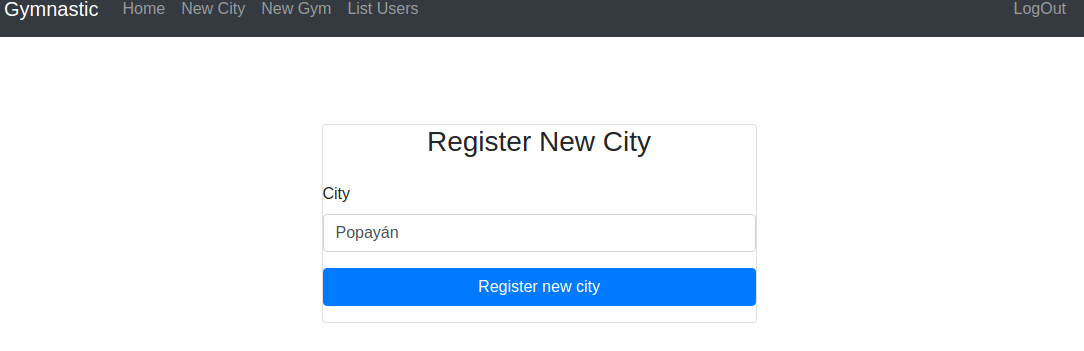 Gymnastic Home New City New Gym List Users LogOut
Register New City
City
Popayán
Register new city